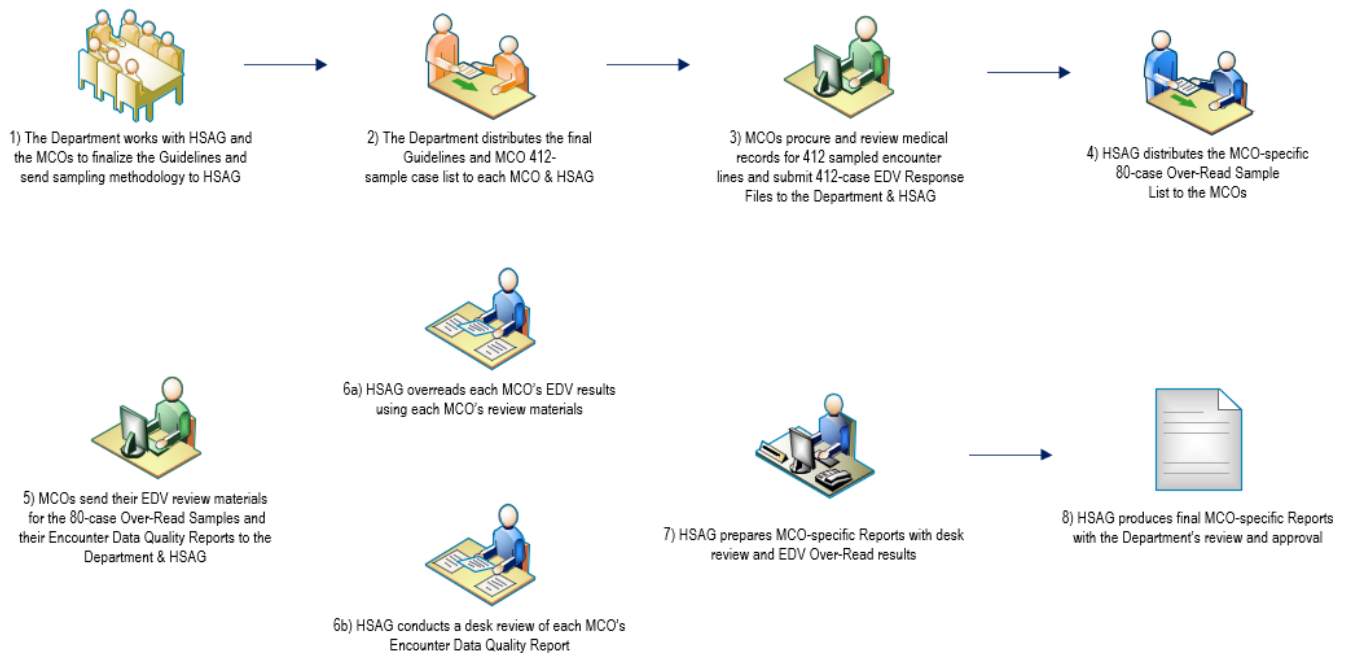 1) The Department works with HSAG and
the MCOs to finalize the Guidelines and
send sampling methodology to HSAG
2) The Department distributes the final
Guidelines and MCO 412-
sample case list to each MCO & HSAG
3) MCOs procure and review medical
records for 412 sampled encounter
lines and submit 412-case EDV Response
Files to the Department & HSAG
4) HSAG distributes the MCO-specific
80-case Over-Read Sample
List to the MCOs
5) MCOs send their EDV review materials
for the 80-case Over-Read Samples and
their Encounter Data Quality Reports to the
Department & HSAG
6a) HSAG overreads each MCO's EDV results
using each MCO's review materials
6b) HSAG conducts a desk review of each MCO's
Encounter Data Quality Report
7) HSAG prepares MCO-specific Reports with desk
review and EDV Over-Read results
8) HSAG produces final MCO-specific Reports
with the Department's review and approval